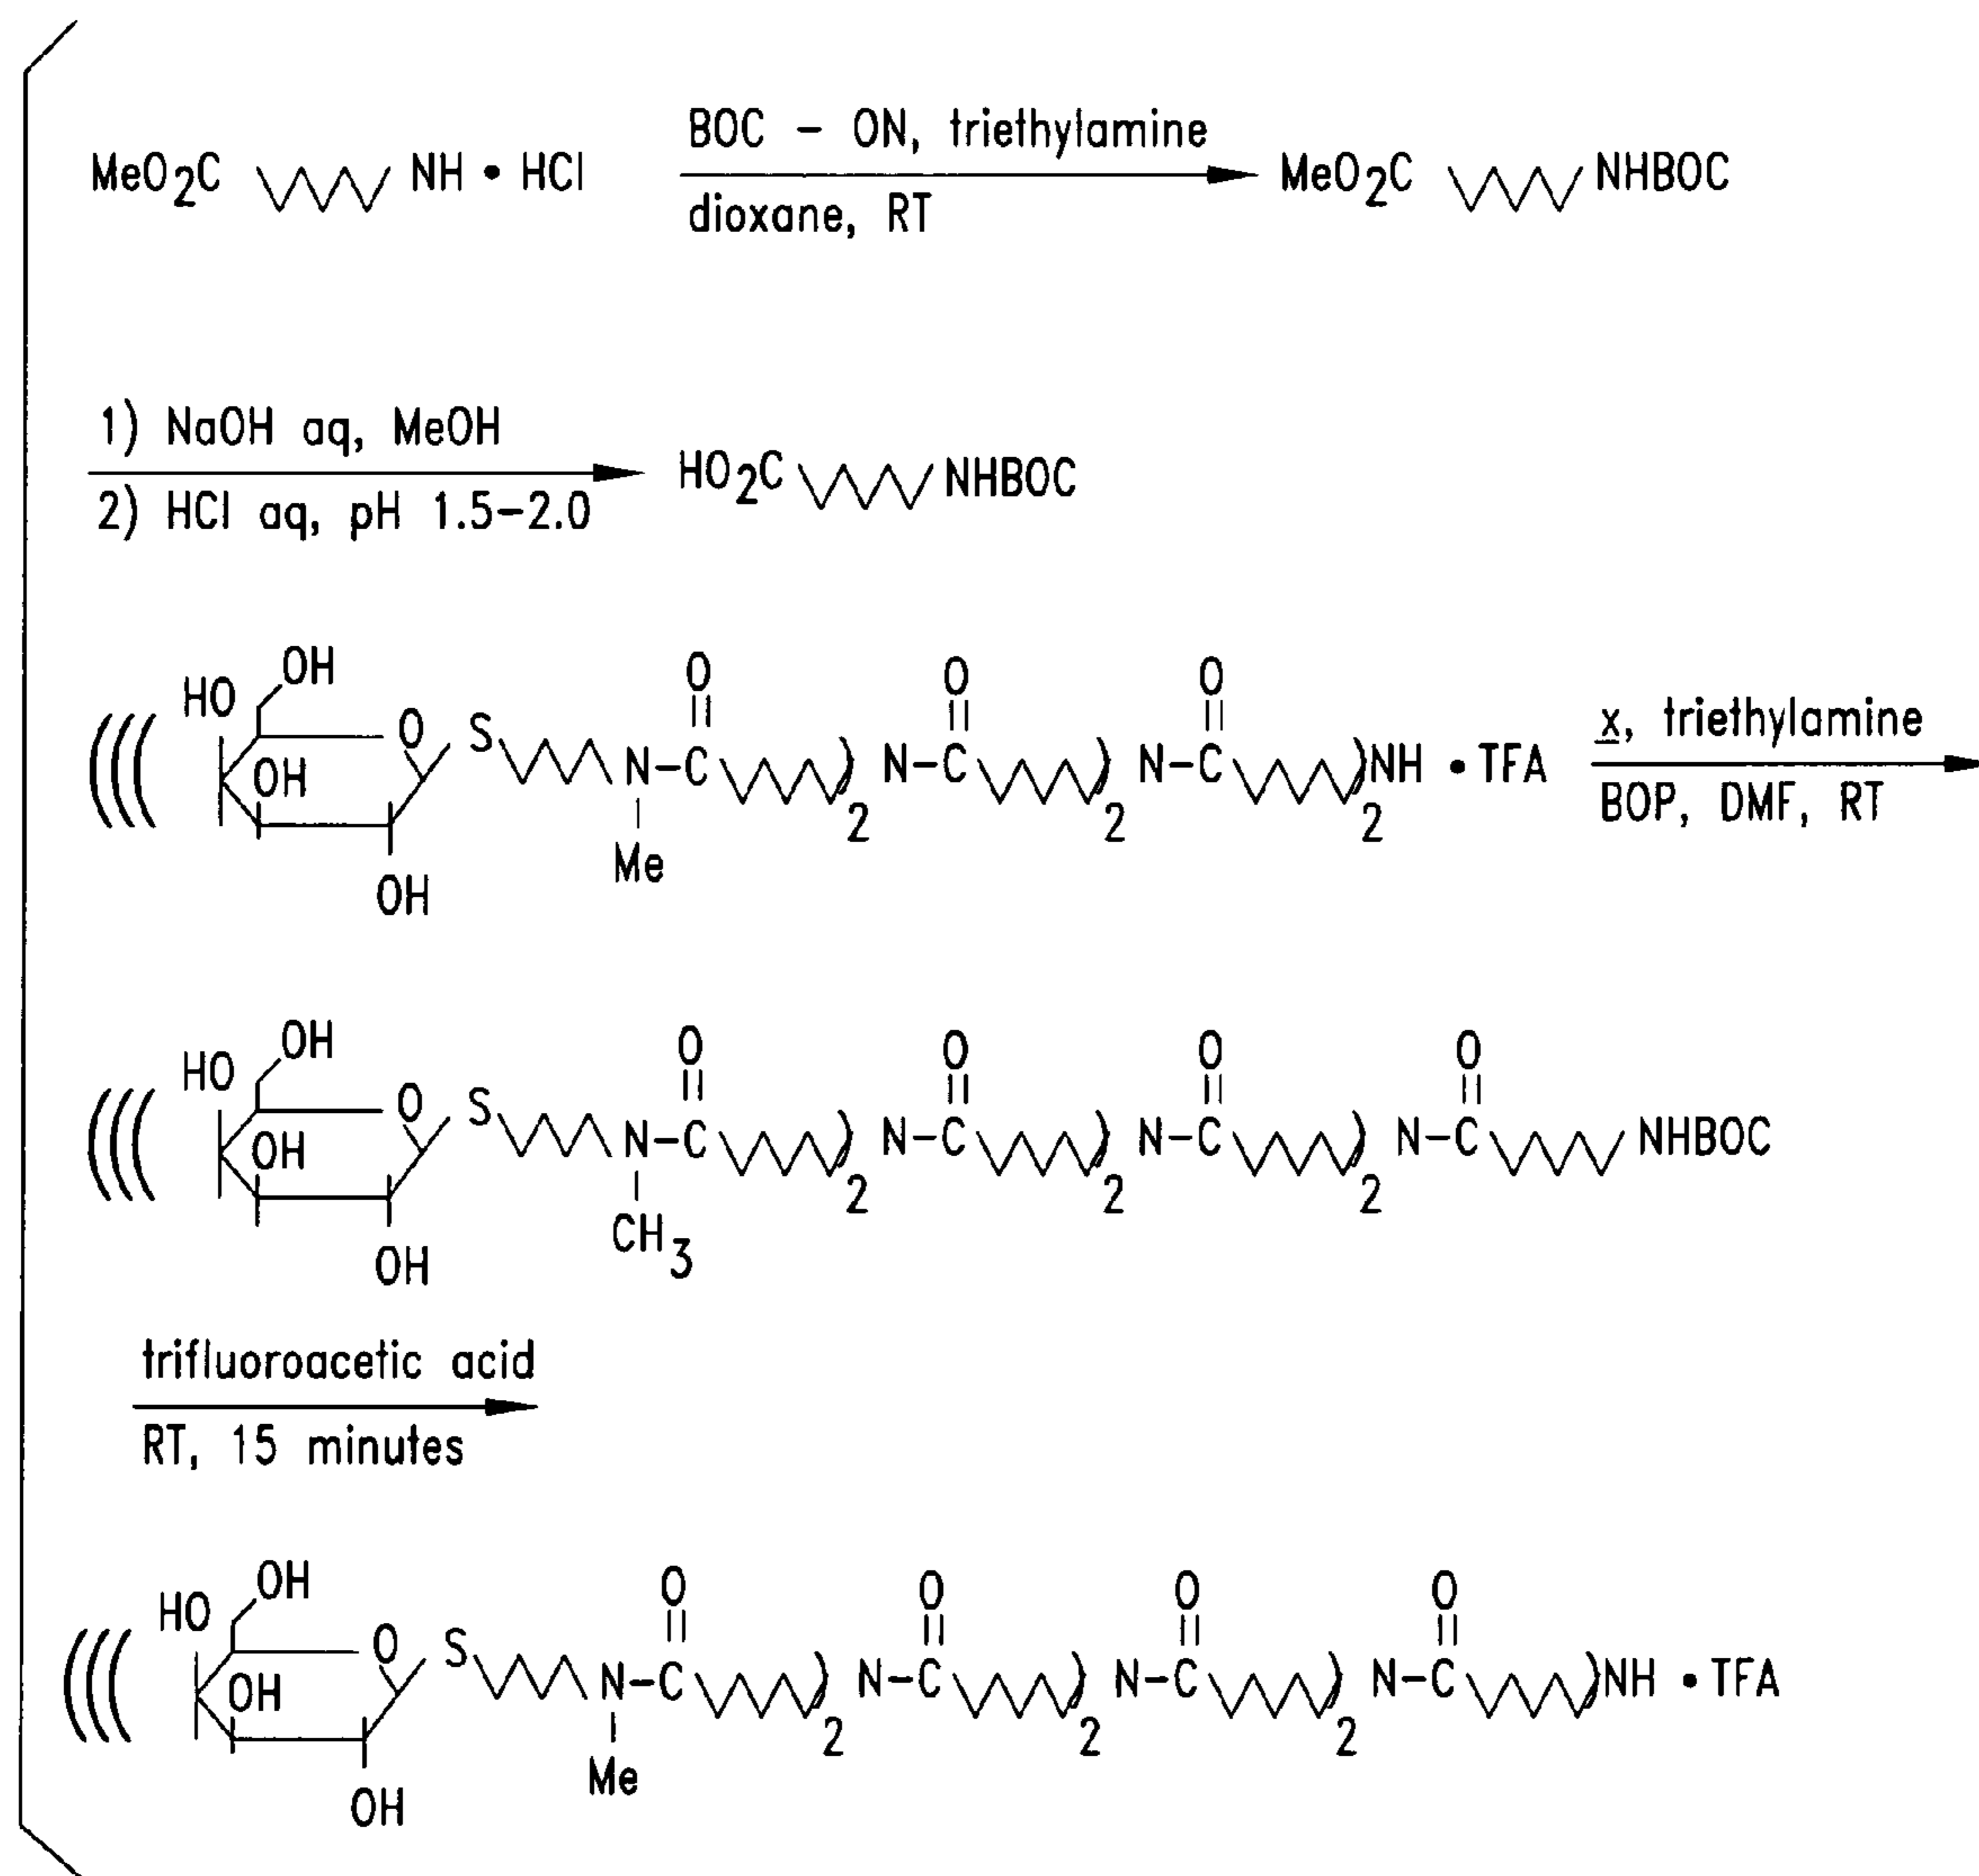 MeO2C NH • HCl BOC - ON, triethylamine MeO2C NHBOC
dioxane, RT
1) NaOH aq, MeOH
HO2C NHBOC
2) HCl aq, pH 1.5-2.0
HO OH O O O
((( OH O S N-C )2 N-C )2 N-C )2 NH • TFA x, triethylamine
Me BOP, DMF, RT
OH
HO OH O O O O
((( OH O S N-C )2 N-C )2 N-C )2 N-C NHBOC
CH3
OH
trifluoroacetic acid
RT, 15 minutes
HO OH O O O O
((( OH O S N-C )2 N-C )2 N-C )2 N-C )NH • TFA
Me
OH